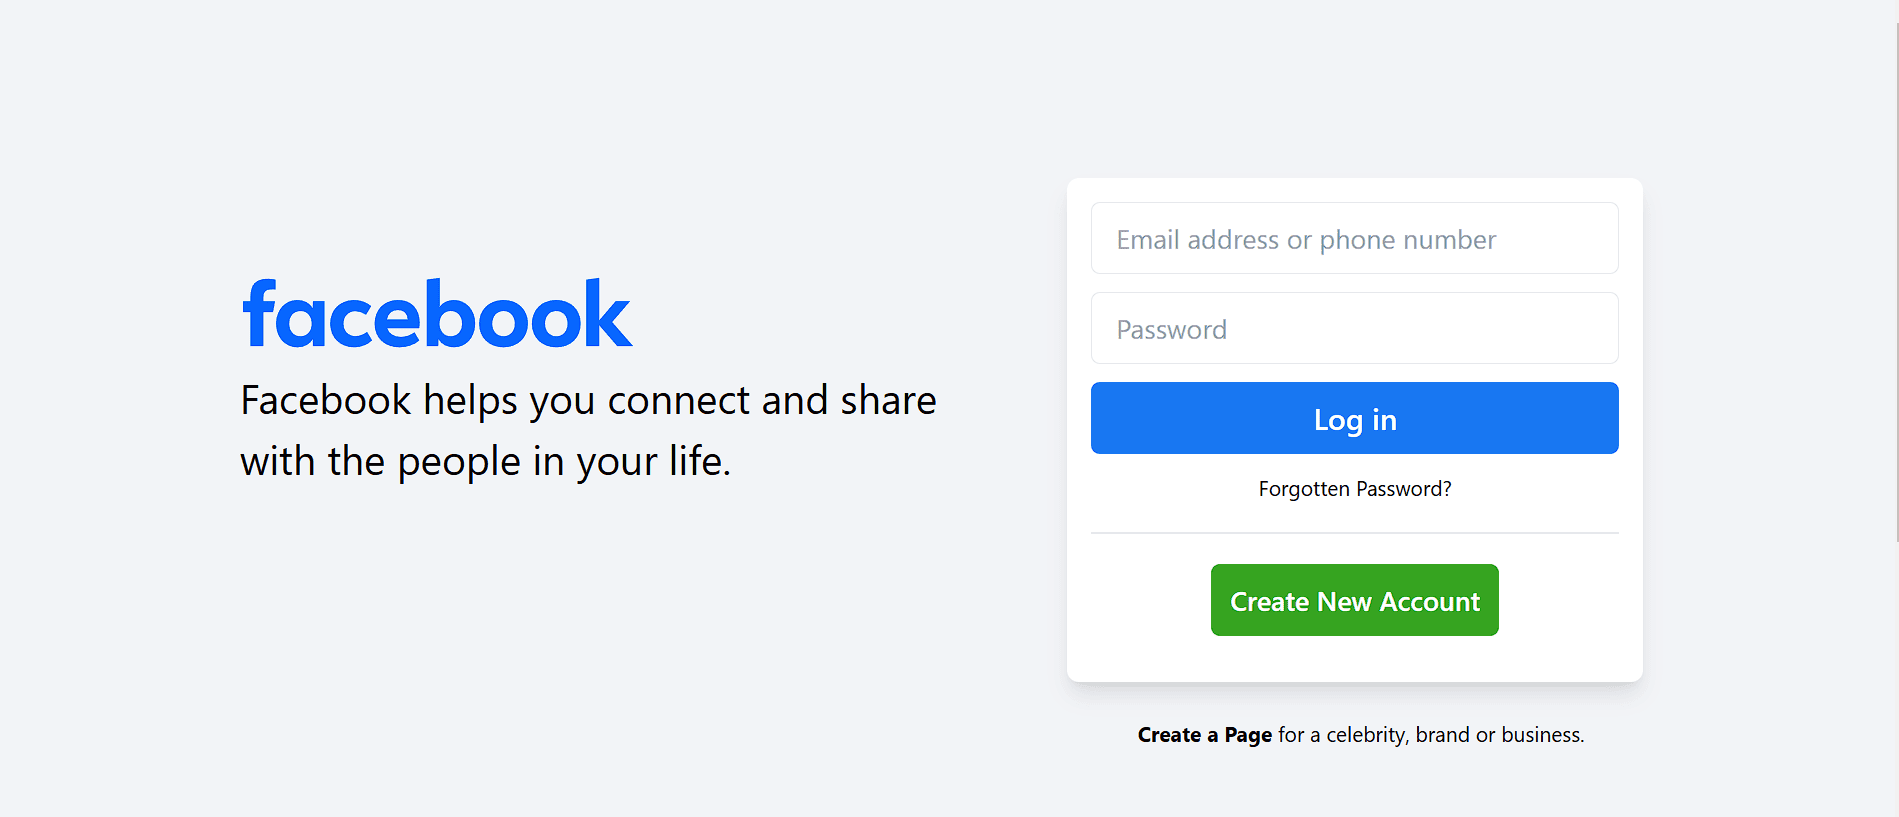 facebook
Facebook helps you connect and share
with the people in your life.
Email address or phone number
Password
Log in
Forgotten Password?
Create New Account
Create a Page for a celebrity, brand or business.